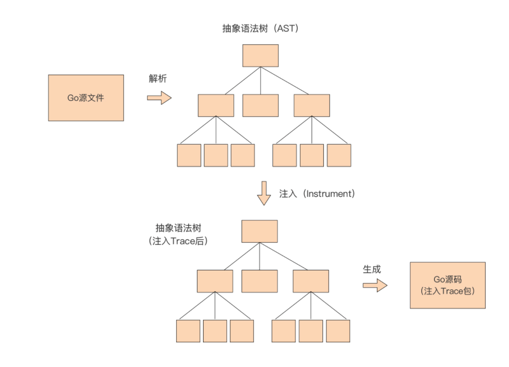 抽象语法树（AST）
解析
Go源文件
注入（Instrument）
抽象语法树
（注入Trace后）
生成
Go源码
（注入Trace包）